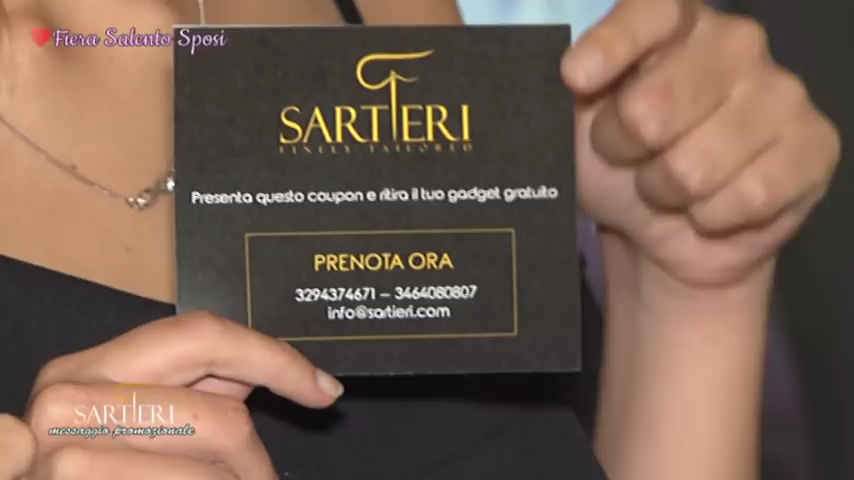 Fiera Salento Sposi
SARTIERI
FINELY TAILORED
Presenta questo coupon e ritira il tuo gadget gratuito
PRENOTA ORA
3294374671 – 3464080807
info@sartieri.com
SARTIERI
messaggio promozionale